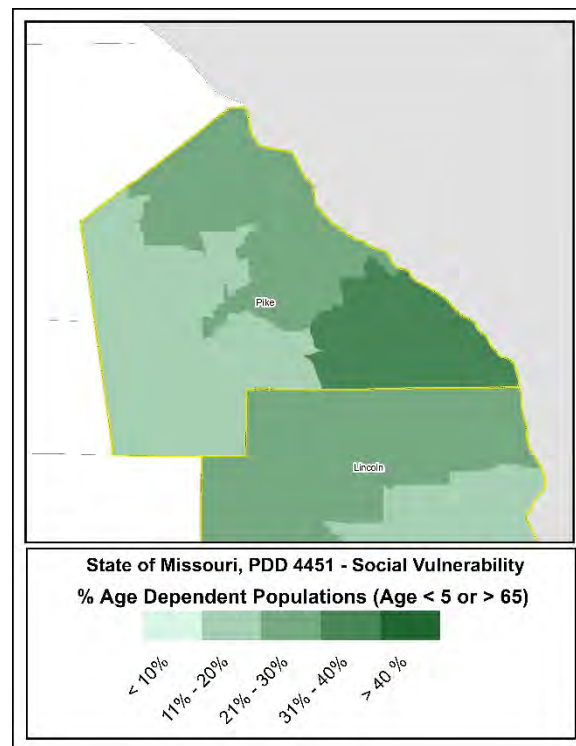 Pike
Lincoln
State of Missouri, PDD 4451 - Social Vulnerability
% Age Dependent Populations (Age < 5 or > 65)
< 10%
11% - 20%
21% - 30%
31% - 40%
> 40 %